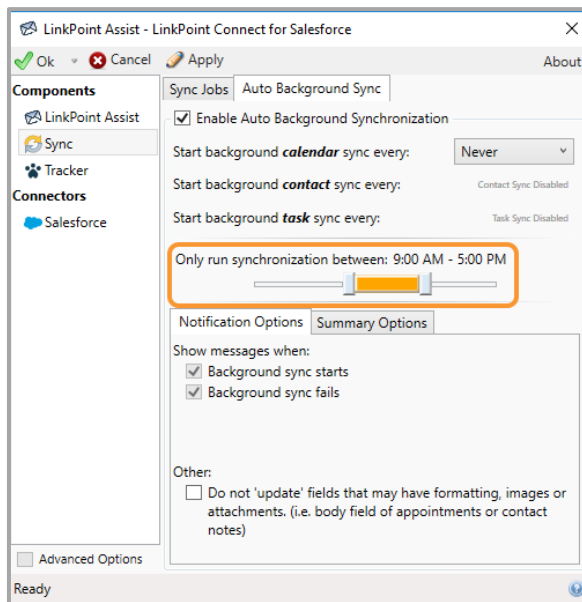 LinkPoint Assist - LinkPoint Connect for Salesforce
Ok Cancel Apply About
Components
LinkPoint Assist
Sync
Tracker
Connectors
Salesforce
Advanced Options
Sync Jobs Auto Background Sync
Enable Auto Background Synchronization
Start background calendar sync every: Never
Start background contact sync every: Contact Sync Disabled
Start background task sync every: Task Sync Disabled
Only run synchronization between: 9:00 AM - 5:00 PM
Notification Options Summary Options
Show messages when:
Background sync starts
Background sync fails
Other:
Do not 'update' fields that may have formatting, images or
attachments. (i.e. body field of appointments or contact
notes)
Ready